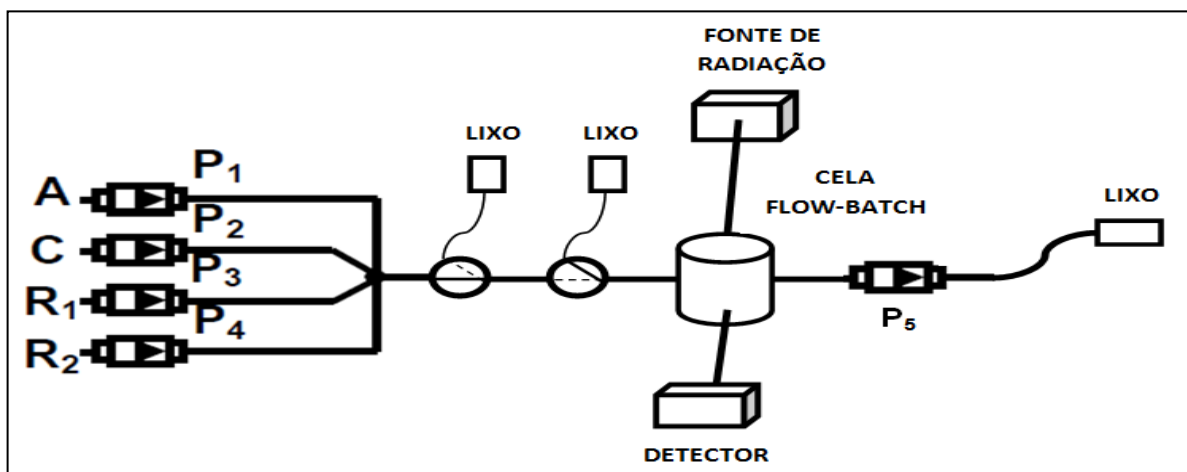 FONTE DE
RADIAÇÃO
LIXO
LIXO
CELA
FLOW-BATCH
LIXO
A
P₁
C
P₂
R₁
P₃
R₂
P₄
P₅
DETECTOR